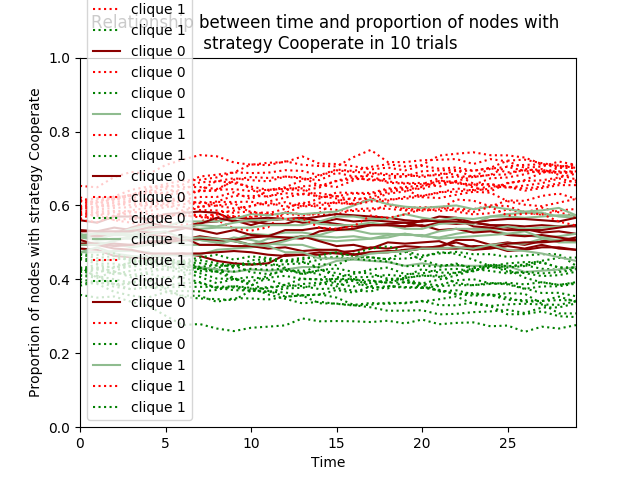 Relationship between time and proportion of nodes with
strategy Cooperate in 10 trials
Proportion of nodes with strategy Cooperate
1.0
0.8
0.6
0.4
0.2
0.0
clique 1
clique 1
clique 0
clique 0
clique 0
clique 1
clique 1
clique 1
clique 0
clique 0
clique 0
clique 1
clique 1
clique 1
clique 0
clique 0
clique 0
clique 1
clique 1
clique 1
0 5 10 15 20 25
Time